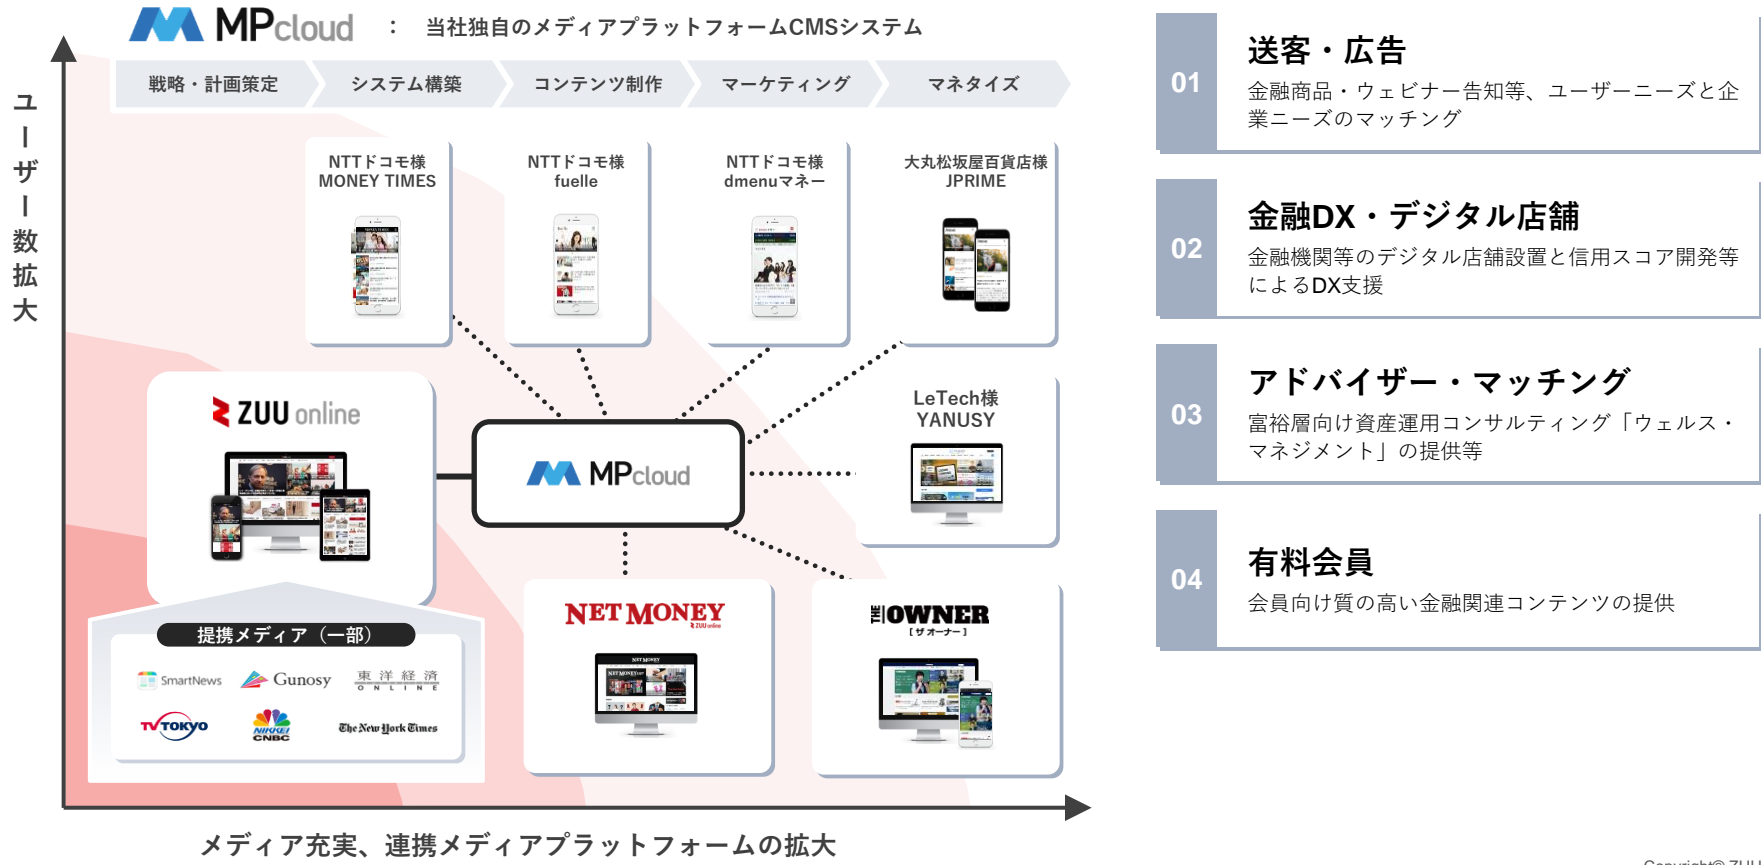 MPcloud ： 当社独自のメディアプラットフォームCMSシステム
戦略・計画策定
システム構築
コンテンツ制作
マーケティング
マネタイズ
ユーザー数拡大
NTTドコモ様
MONEY TIMES
NTTドコモ様
fuelle
NTTドコモ様
dmenuマネー
大丸松坂屋百貨店様
JPRIME
ZUU online
MPcloud
LeTech様
YANUSY
提携メディア（一部）
SmartNews
Gunosy
東洋経済
ONLINE
TV TOKYO
NIKKEI
CNBC
The New York Times
NET MONEY
ZUU online
THE OWNER
[ ザ オーナー ]
メディア充実、連携メディアプラットフォームの拡大
01
送客・広告
金融商品・ウェビナー告知等、ユーザーニーズと企
業ニーズのマッチング
02
金融DX・デジタル店舗
金融機関等のデジタル店舗設置と信用スコア開発等
によるDX支援
03
アドバイザー・マッチング
富裕層向け資産運用コンサルティング「ウェルス・
マネジメント」の提供等
04
有料会員
会員向け質の高い金融関連コンテンツの提供
Copyright© ZUU